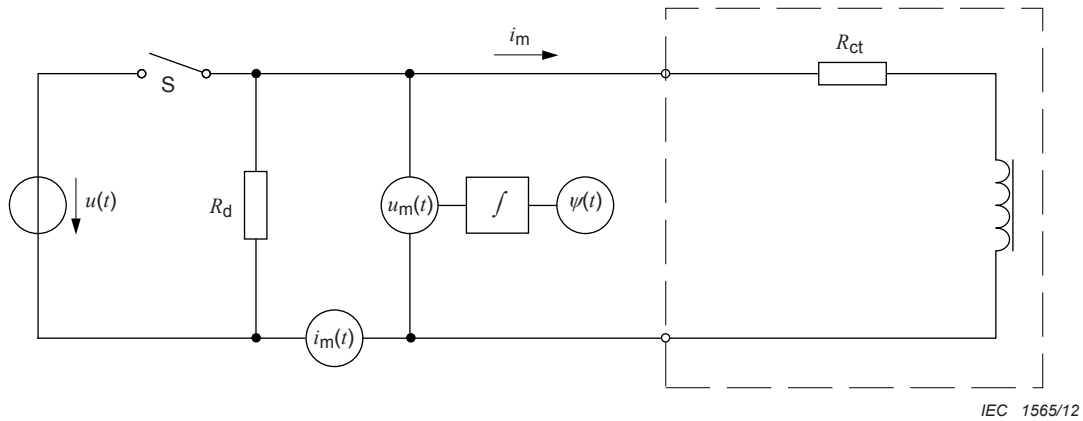 i_m
R_ct
S
u(t)
R_d
u_m(t)
∫
ψ(t)
i_m(t)
IEC 1565/12